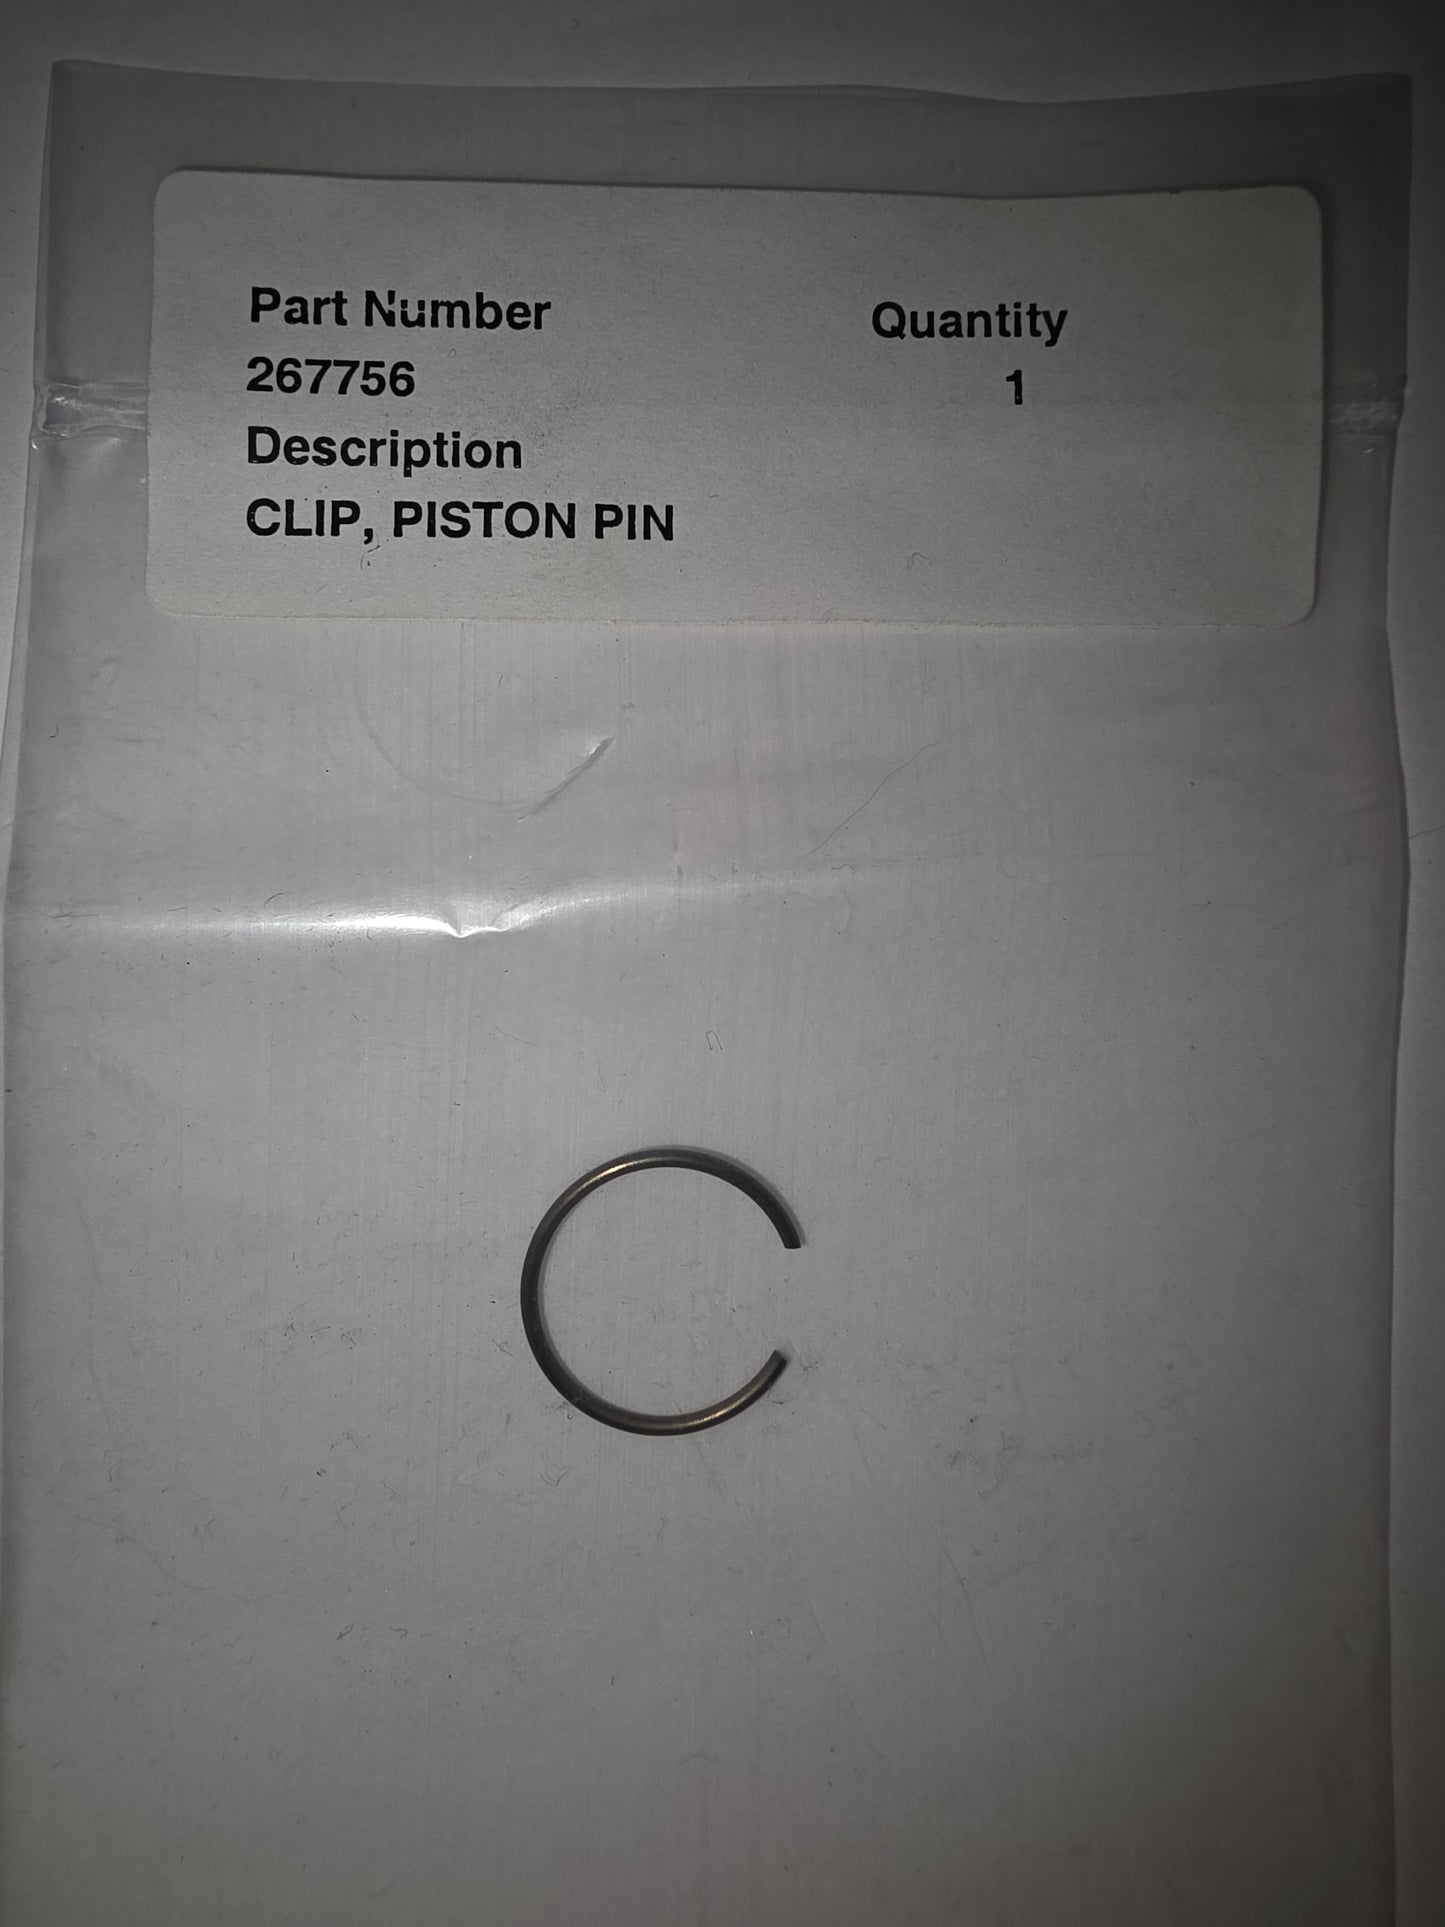 Part Number Quantity
267756 1
Description
CLIP, PISTON PIN